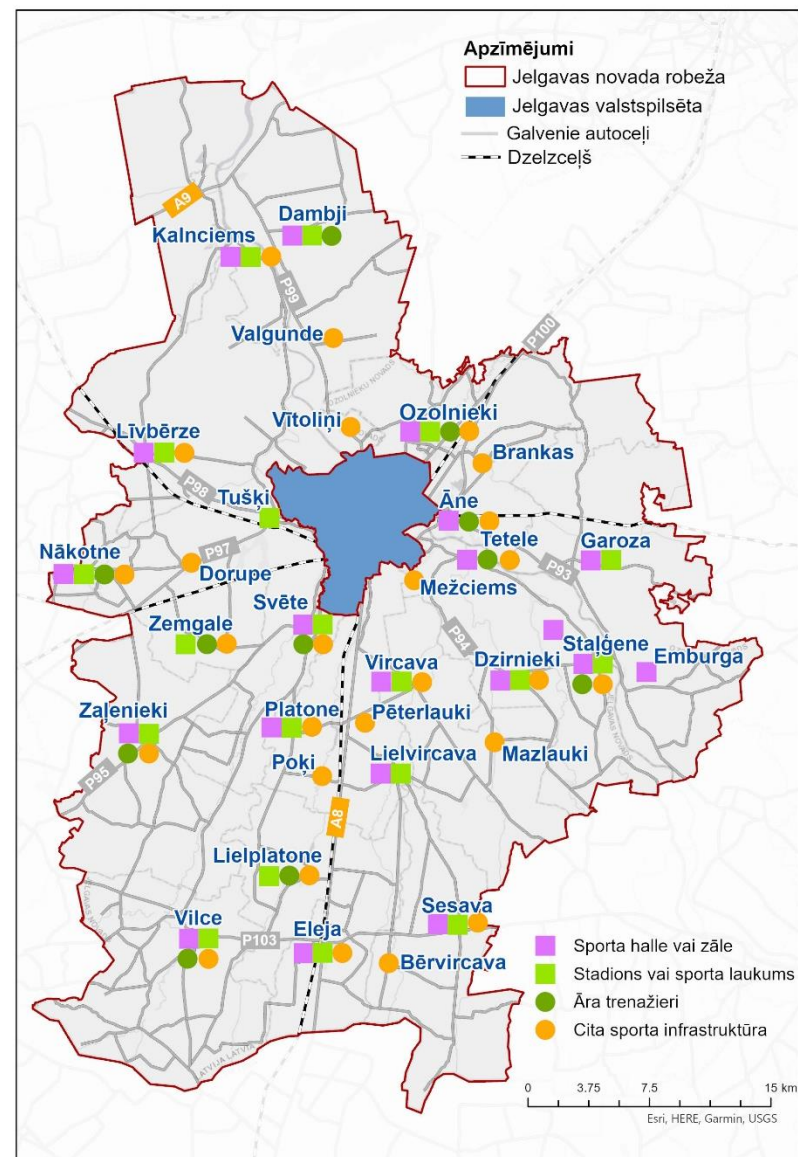 Apzīmējumi
Jelgavas novada robeža
Jelgavas valstspilsēta
Galvenie autoceļi
Dzelzceļš
A9
Dambji
Kalnciems
P99
Valgunde
P100
OZOLNIEKU NOVADS
Vītoliņi
Ozolnieki
Līvbērze
Brankas
P98
Tušķi
Āne
Tetele
Garoza
Nākotne
P97
Dorupe
P93
Mežciems
Svēte
Zemgale
P94
Staļģene
Emburga
Vircava
Dzirnieki
Zaļenieki
Platone
Pēterlauki
Mazlauki
Lielvircava
Poķi
P95
A8
Lielplatone
Vilce
Sesava
P103
Eleja
Bērvircava
Sporta halle vai zāle
Stadions vai sporta laukums
Āra trenažieri
Cita sporta infrastruktūra
0 3.75 7.5 15 km
Esri, HERE, Garmin, USGS